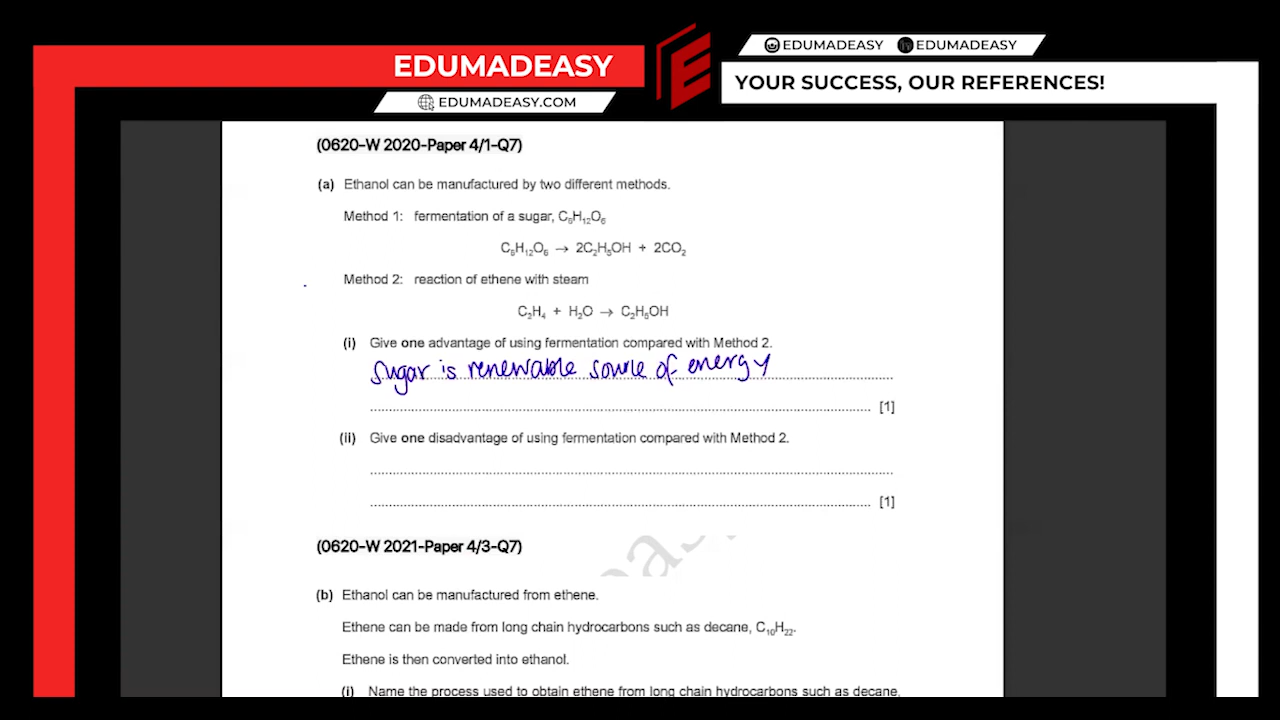 EDUMADEASY
EDUMADEASY.COM
EDUMADEASY EDUMADEASY
YOUR SUCCESS, OUR REFERENCES!
(0620-W 2020-Paper 4/1-Q7)
(a) Ethanol can be manufactured by two different methods.
Method 1: fermentation of a sugar, C₆H₁₂O₆
C₆H₁₂O₆ → 2C₂H₅OH + 2CO₂
Method 2: reaction of ethene with steam
C₂H₄ + H₂O → C₂H₅OH
(i) Give one advantage of using fermentation compared with Method 2.
sugar is renewable source of energy
[1]
(ii) Give one disadvantage of using fermentation compared with Method 2.
[1]
(0620-W 2021-Paper 4/3-Q7)
(b) Ethanol can be manufactured from ethene.
Ethene can be made from long chain hydrocarbons such as decane, C₁₀H₂₂.
Ethene is then converted into ethanol.
(i) Name the process used to obtain ethene from long chain hydrocarbons such as decane.